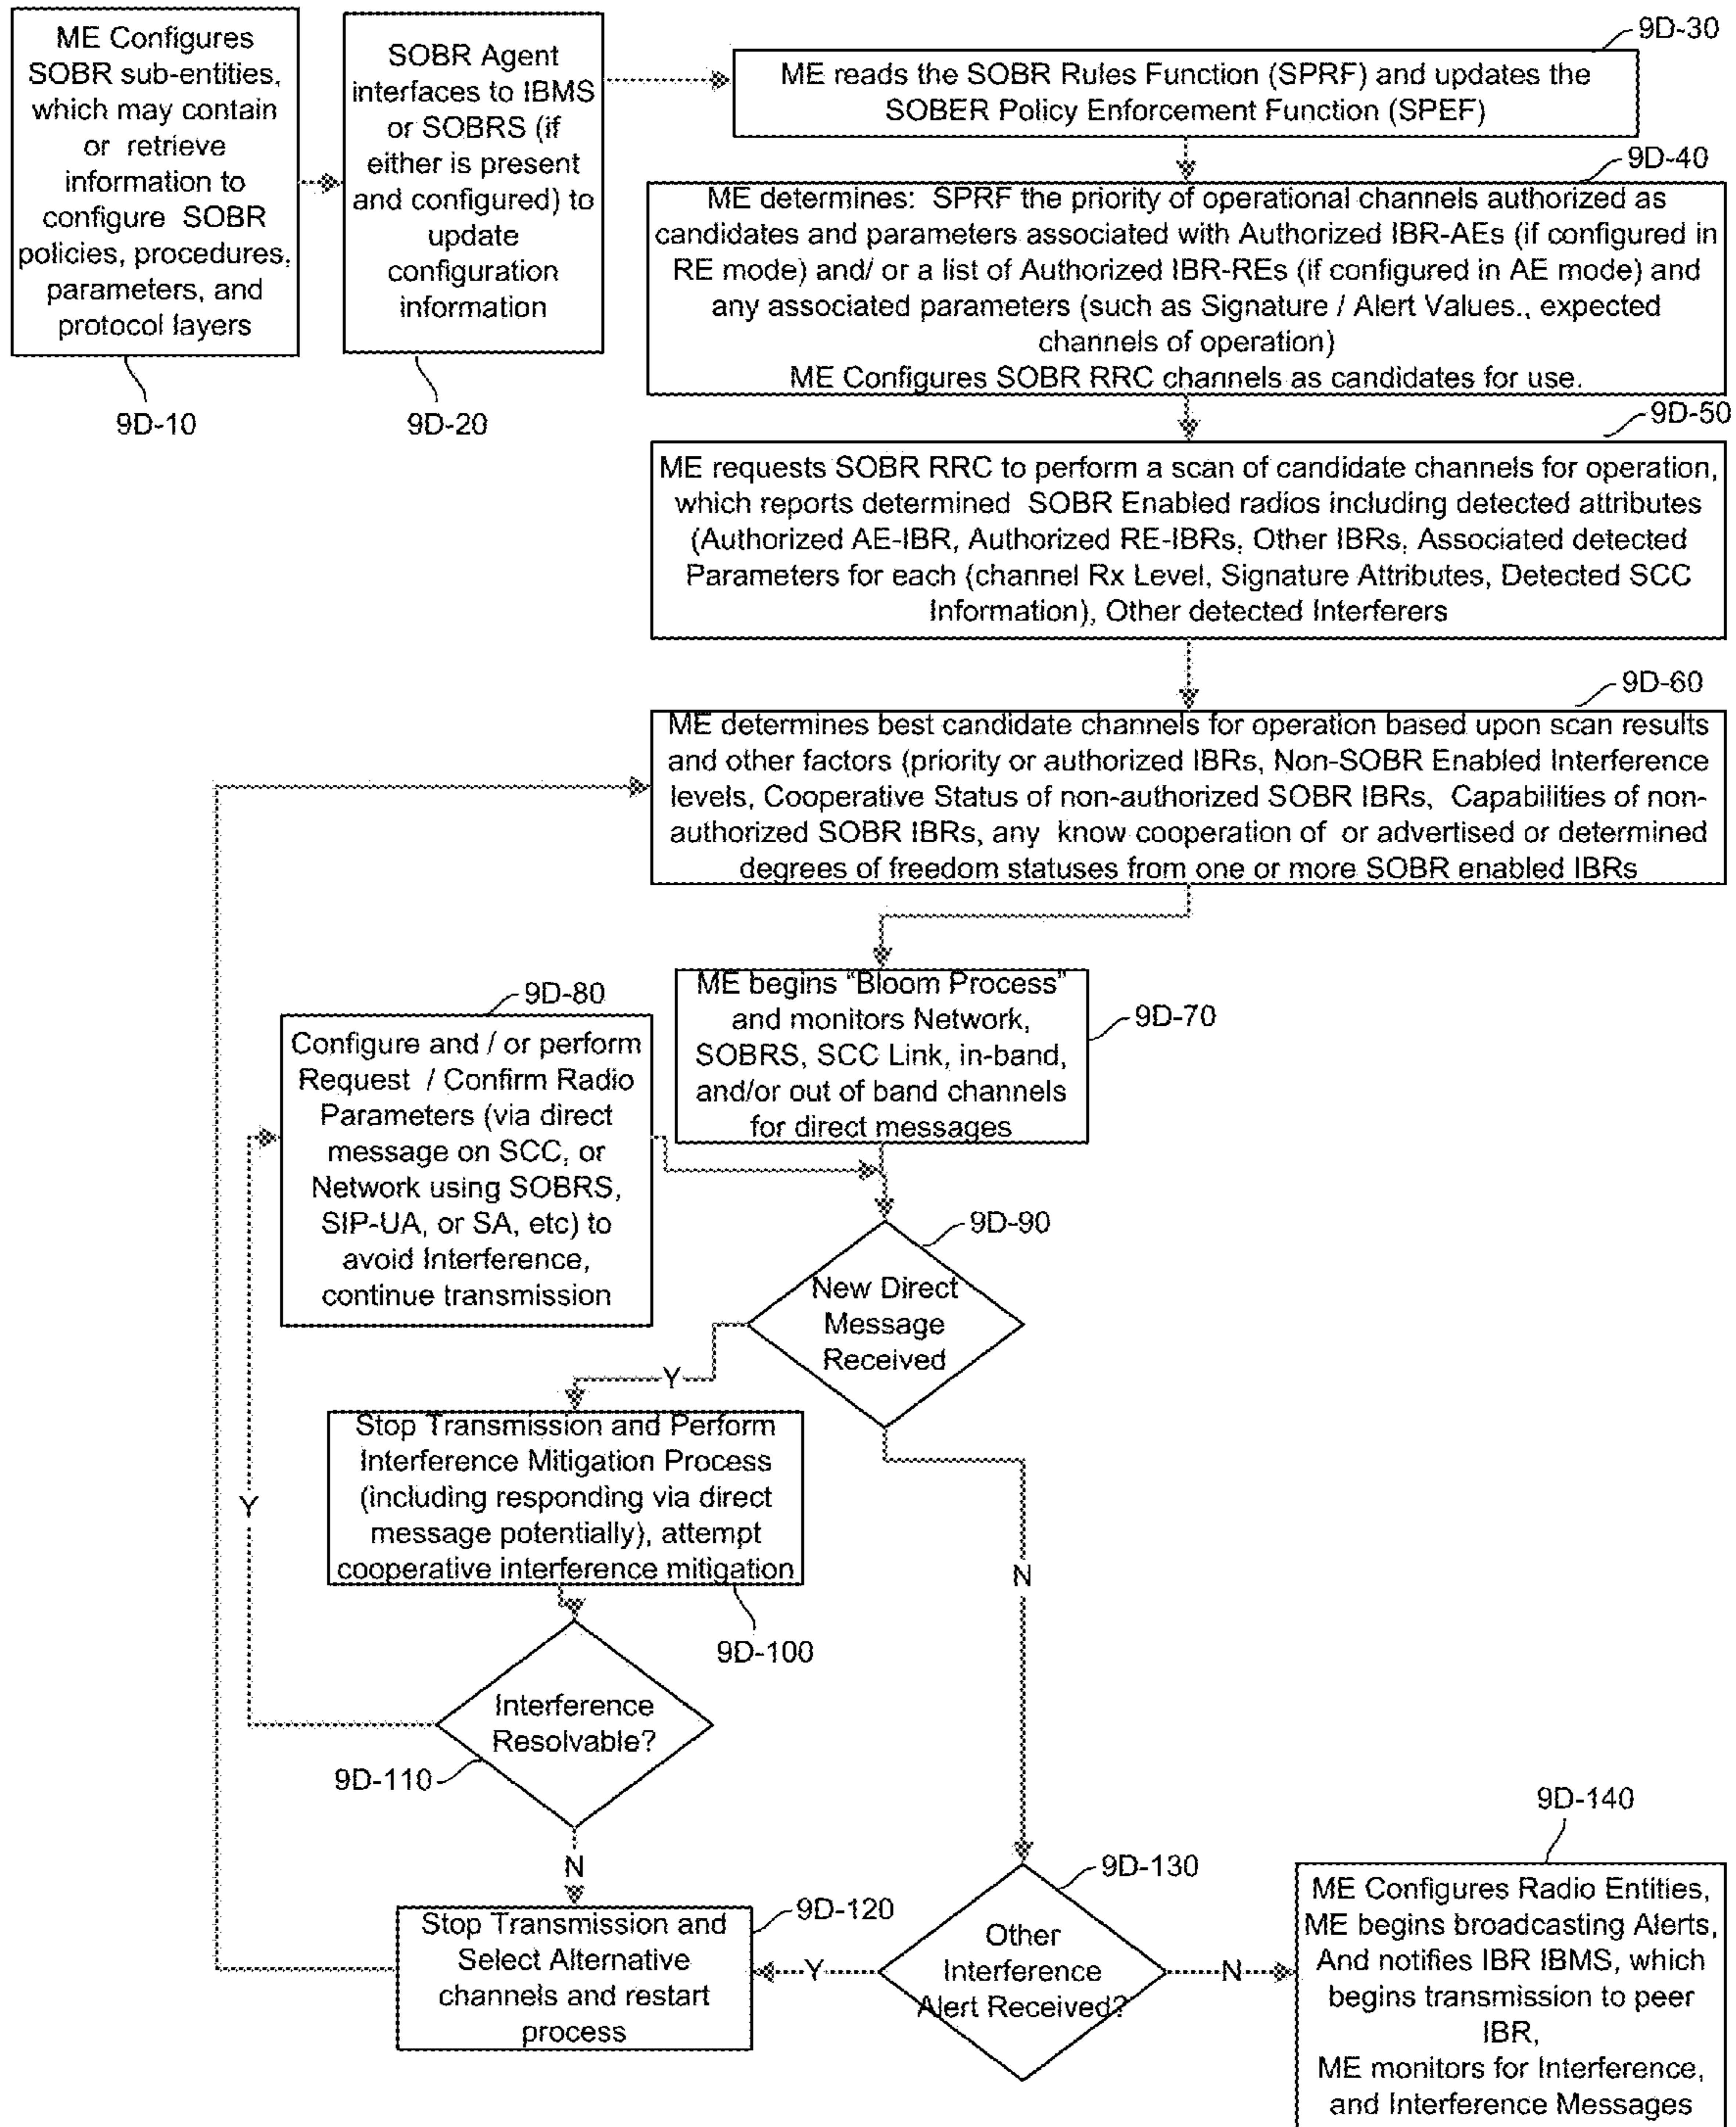 ME Configures
SOBR sub-entities,
which may contain
or retrieve
information to
configure SOBR
policies, procedures,
parameters, and
protocol layers
9D-10
SOBR Agent
interfaces to IBMS
or SOBRS (if
either is present
and configured) to
update
configuration
information
9D-20
9D-30
ME reads the SOBR Rules Function (SPRF) and updates the
SOBER Policy Enforcement Function (SPEF)
9D-40
ME determines: SPRF the priority of operational channels authorized as
candidates and parameters associated with Authorized IBR-AEs (if configured in
RE mode) and/ or a list of Authorized IBR-REs (if configured in AE mode) and
any associated parameters (such as Signature / Alert Values., expected
channels of operation)
ME Configures SOBR RRC channels as candidates for use.
9D-50
ME requests SOBR RRC to perform a scan of candidate channels for operation,
which reports determined SOBR Enabled radios including detected attributes
(Authorized AE-IBR, Authorized RE-IBRs, Other IBRs, Associated detected
Parameters for each (channel Rx Level, Signature Attributes, Detected SCC
Information), Other detected Interferers
9D-60
ME determines best candidate channels for operation based upon scan results
and other factors (priority or authorized IBRs, Non-SOBR Enabled Interference
levels, Cooperative Status of non-authorized SOBR IBRs, Capabilities of non-
authorized SOBR IBRs, any know cooperation of or advertised or determined
degrees of freedom statuses from one or more SOBR enabled IBRs
9D-70
ME begins “Bloom Process”
and monitors Network,
SOBRS, SCC Link, in-band,
and/or out of band channels
for direct messages
9D-80
Configure and / or perform
Request / Confirm Radio
Parameters (via direct
message on SCC, or
Network using SOBRS,
SIP-UA, or SA, etc) to
avoid Interference,
continue transmission
9D-90
New Direct
Message
Received
Y
N
Stop Transmission and Perform
Interference Mitigation Process
(including responding via direct
message potentially), attempt
cooperative interference mitigation
9D-100
Interference
Resolvable?
9D-110
Y
N
Stop Transmission and
Select Alternative
channels and restart
process
9D-120
9D-130
Other
Interference
Alert Received?
Y
N
9D-140
ME Configures Radio Entities,
ME begins broadcasting Alerts,
And notifies IBR IBMS, which
begins transmission to peer
IBR,
ME monitors for Interference,
and Interference Messages